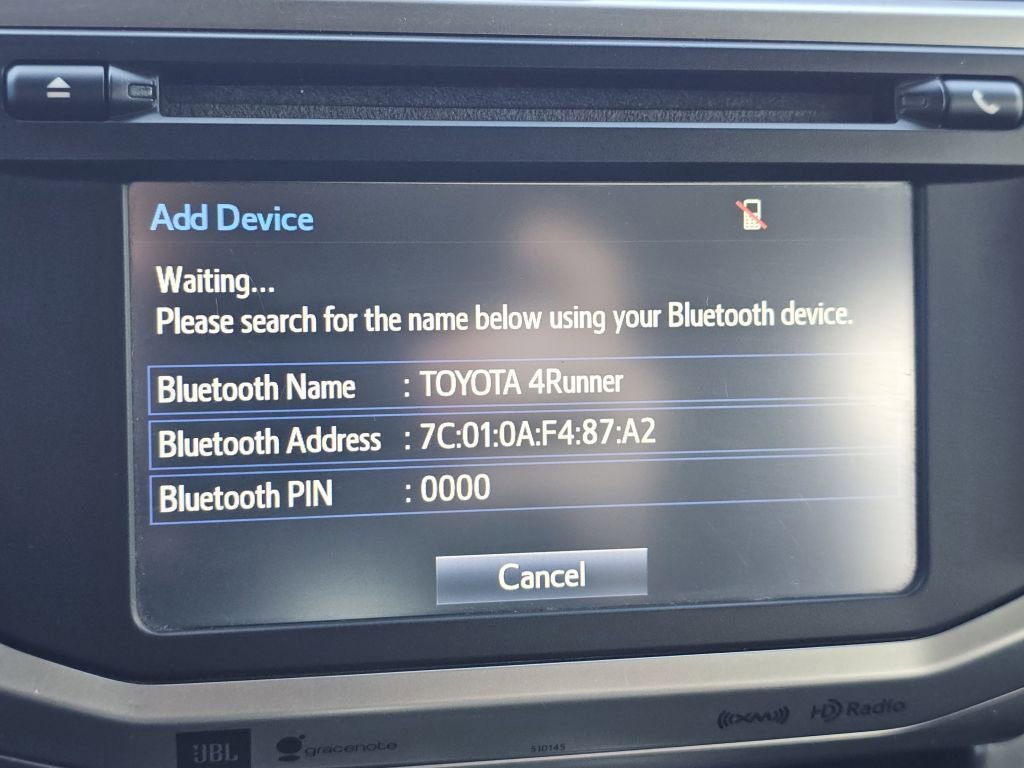 Add Device
Waiting...
Please search for the name below using your Bluetooth device.
Bluetooth Name : TOYOTA 4Runner
Bluetooth Address : 7C:01:0A:F4:87:A2
Bluetooth PIN : 0000
Cancel
JBL gracenote 510145 ((XM)) HD Radio